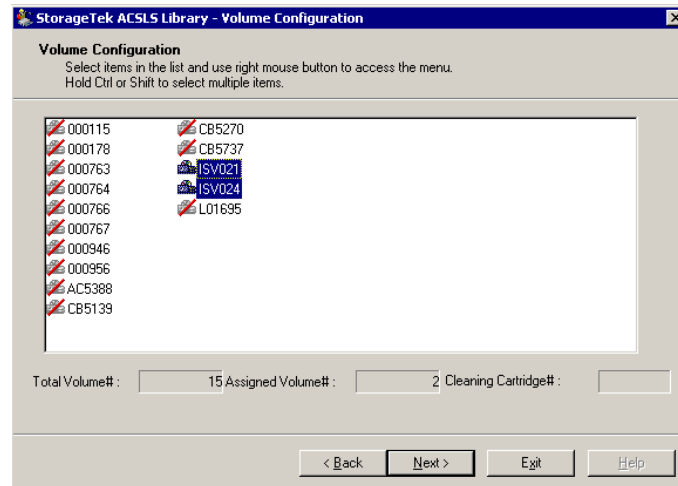 StorageTek ACSLS Library - Volume Configuration
Volume Configuration
Select items in the list and use right mouse button to access the menu.
Hold Ctrl or Shift to select multiple items.
000115
000178
000763
000764
000766
000767
000946
000956
AC5388
CB5139
CB5270
CB5737
ISV021
ISV024
L01695
Total Volume# : 15 Assigned Volume# : 2 Cleaning Cartridge# :
< Back Next > Exit Help